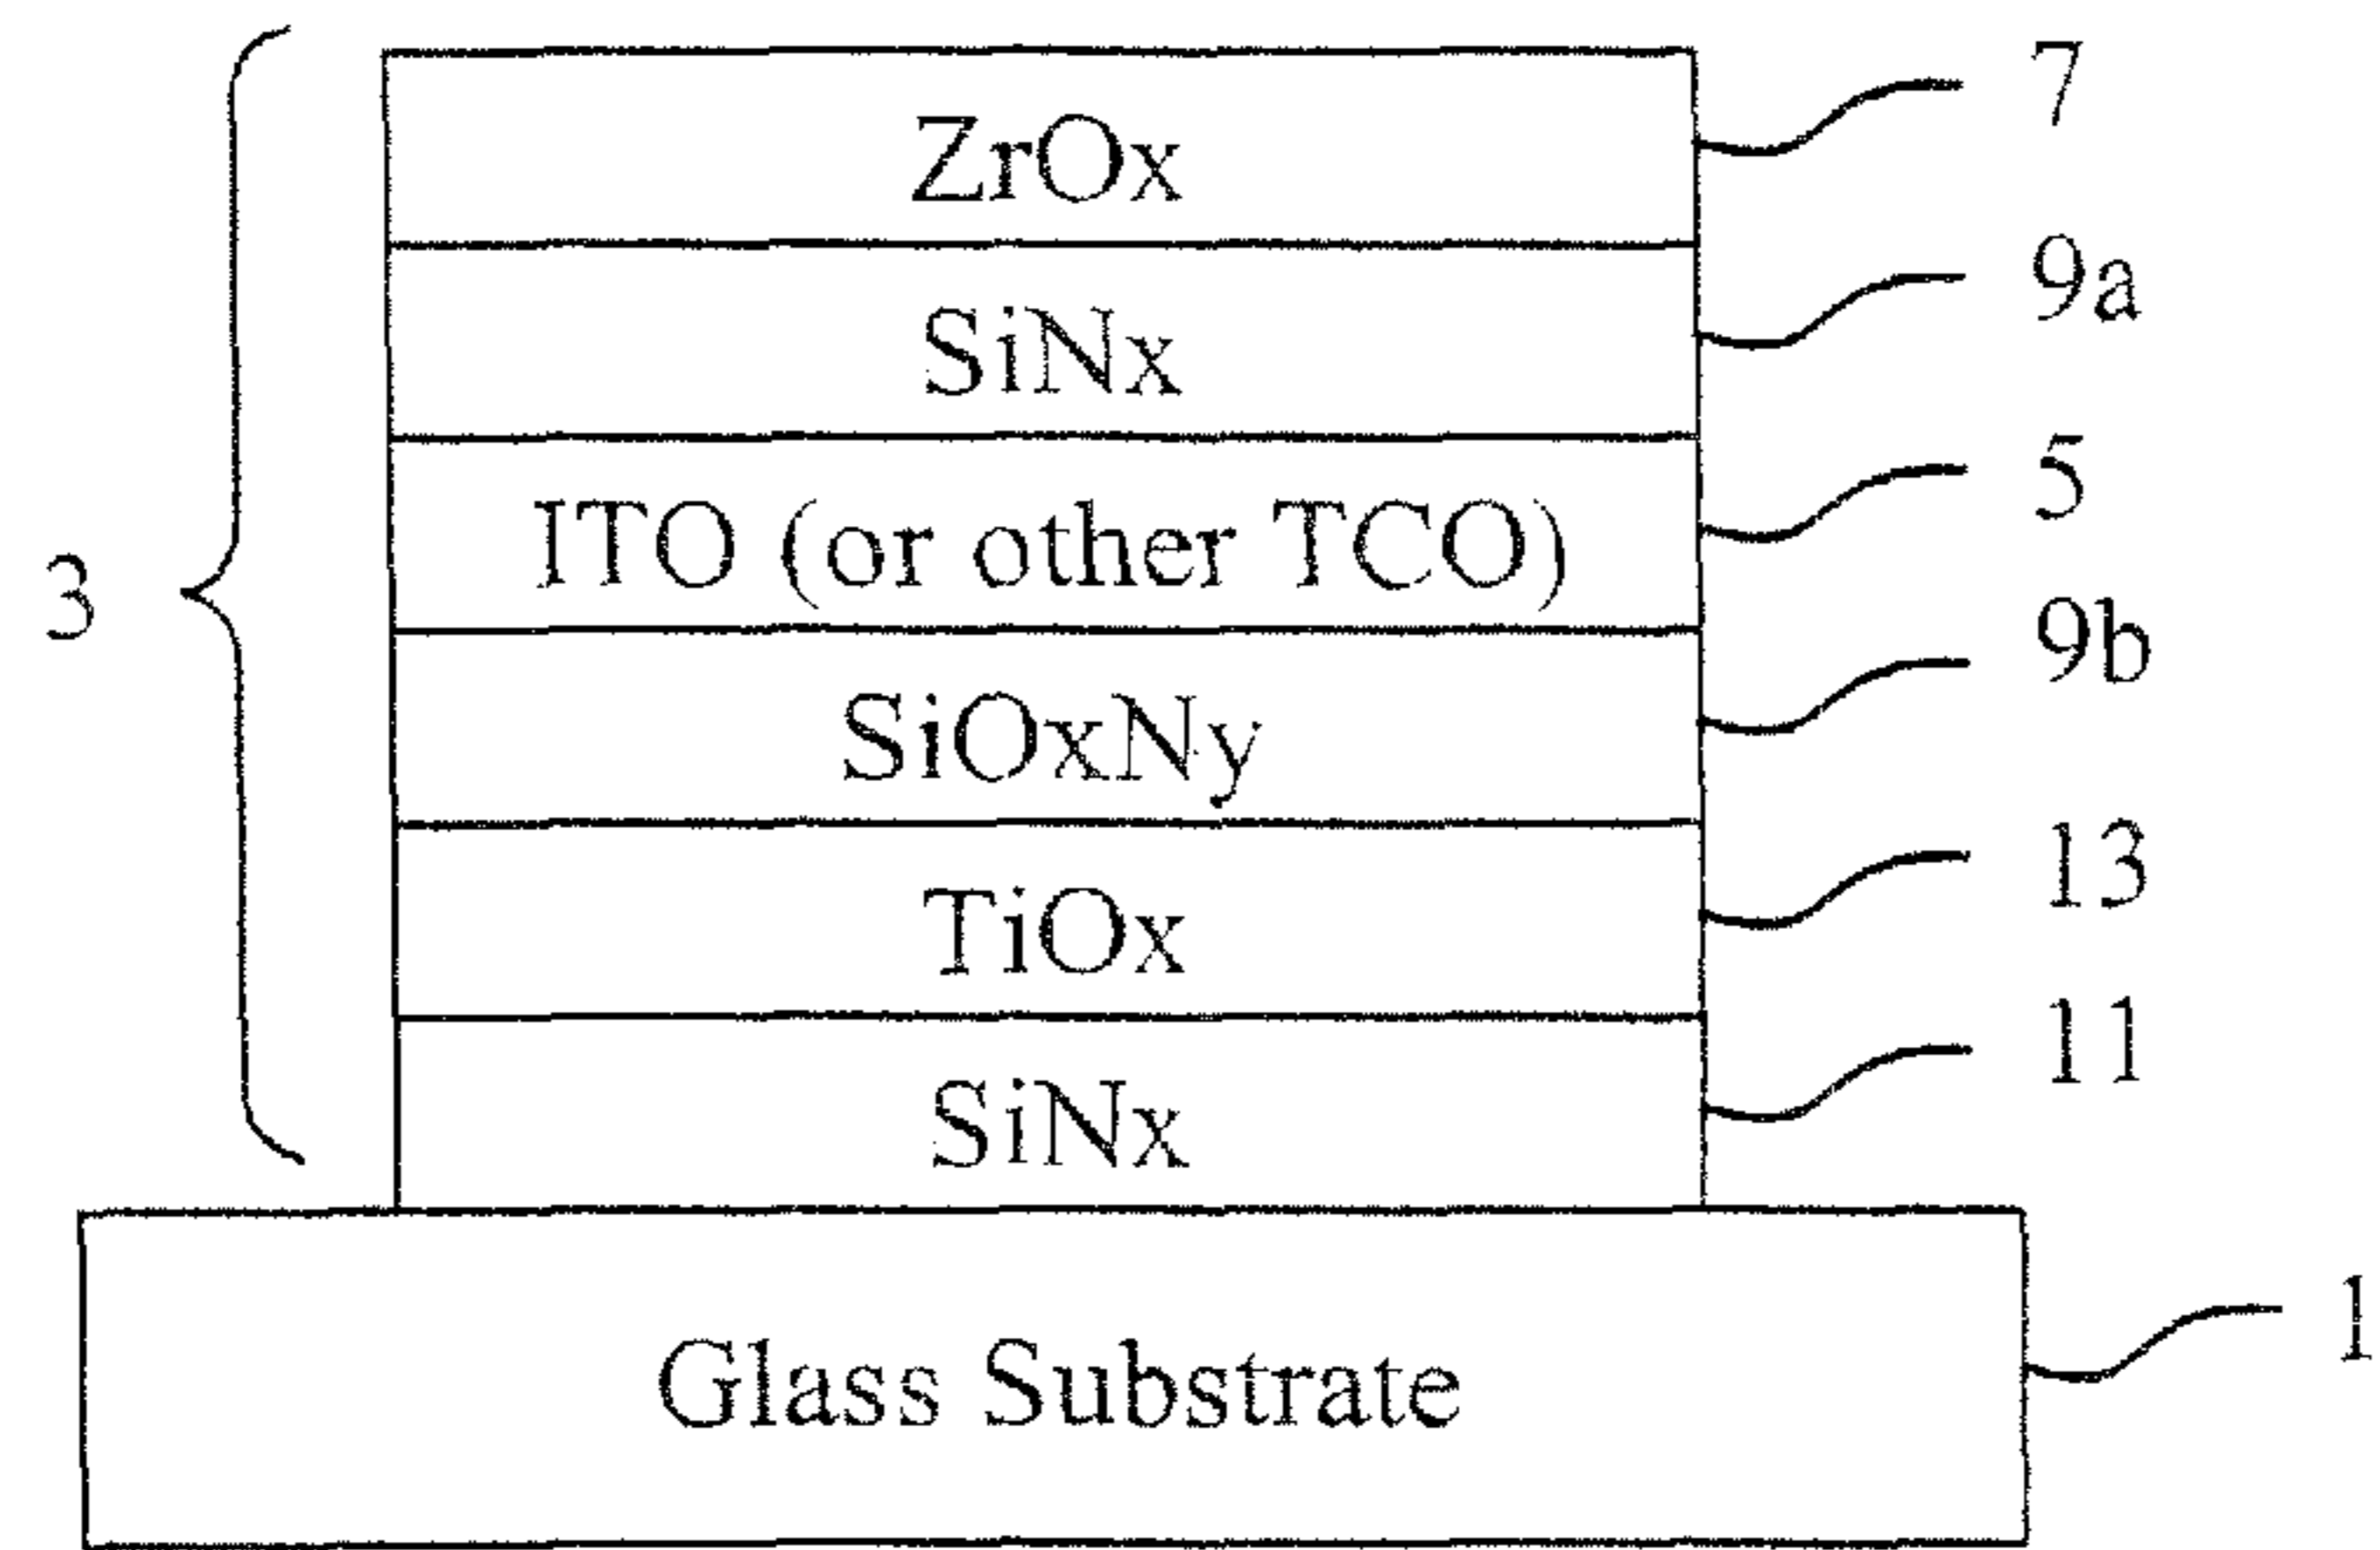 7
ZrOx
9a
SiNx
5
ITO (or other TCO)
3
9b
SiOxNy
13
TiOx
11
SiNx
1
Glass Substrate